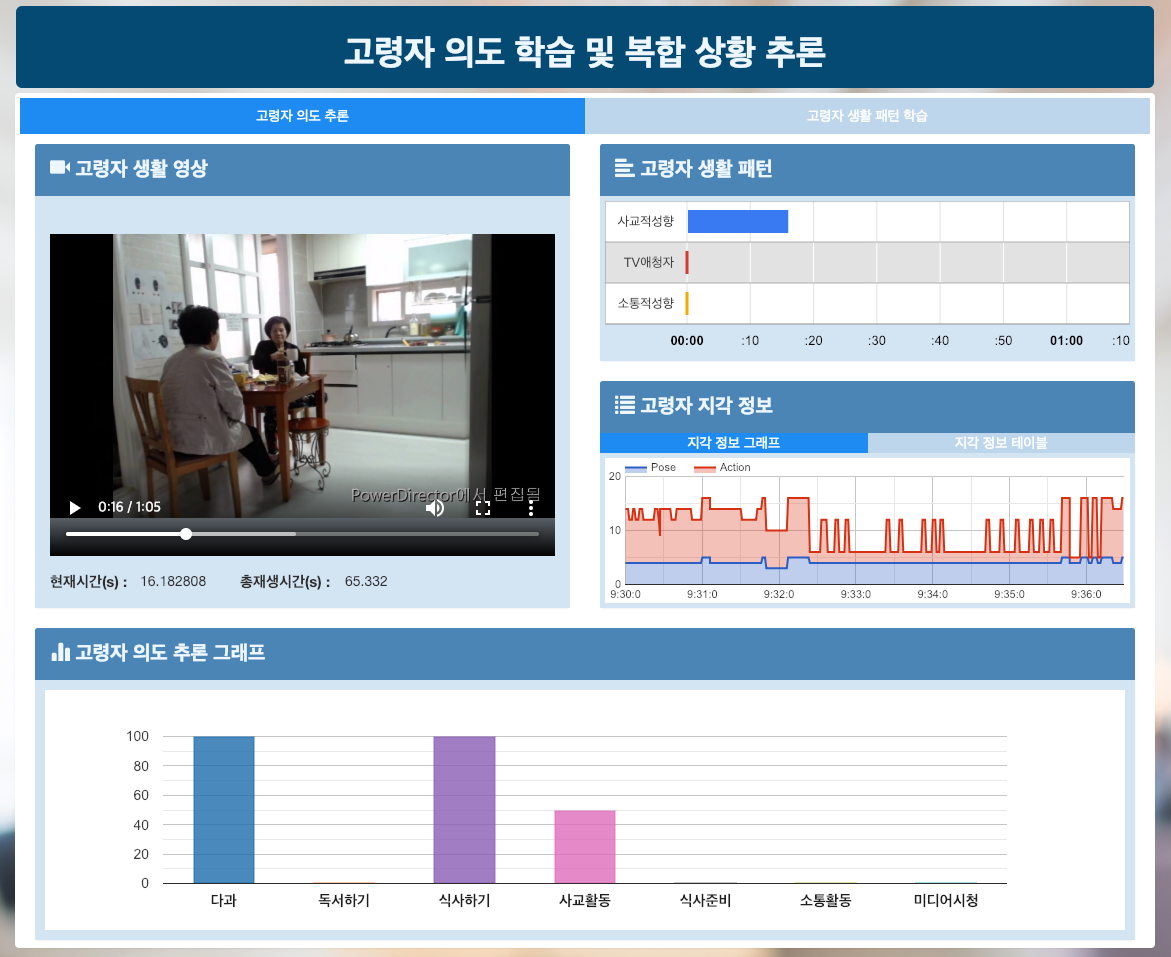 고령자 의도 학습 및 복합 상황 추론
고령자 의도 추론
고령자 생활 패턴 학습
고령자 생활 영상
PowerDirector에서 편집됨
0:16 / 1:05
현재시간(s) : 16.182808 총재생시간(s) : 65.332
고령자 생활 패턴
사교적성향
TV애청자
소통적성향
00:00 :10 :20 :30 :40 :50 01:00 :10
고령자 지각 정보
지각 정보 그래프
지각 정보 테이블
Pose Action
20
10
0
9:30:0 9:31:0 9:32:0 9:33:0 9:34:0 9:35:0 9:36:0
고령자 의도 추론 그래프
100
80
60
40
20
0
다과 독서하기 식사하기 사교활동 식사준비 소통활동 미디어시청